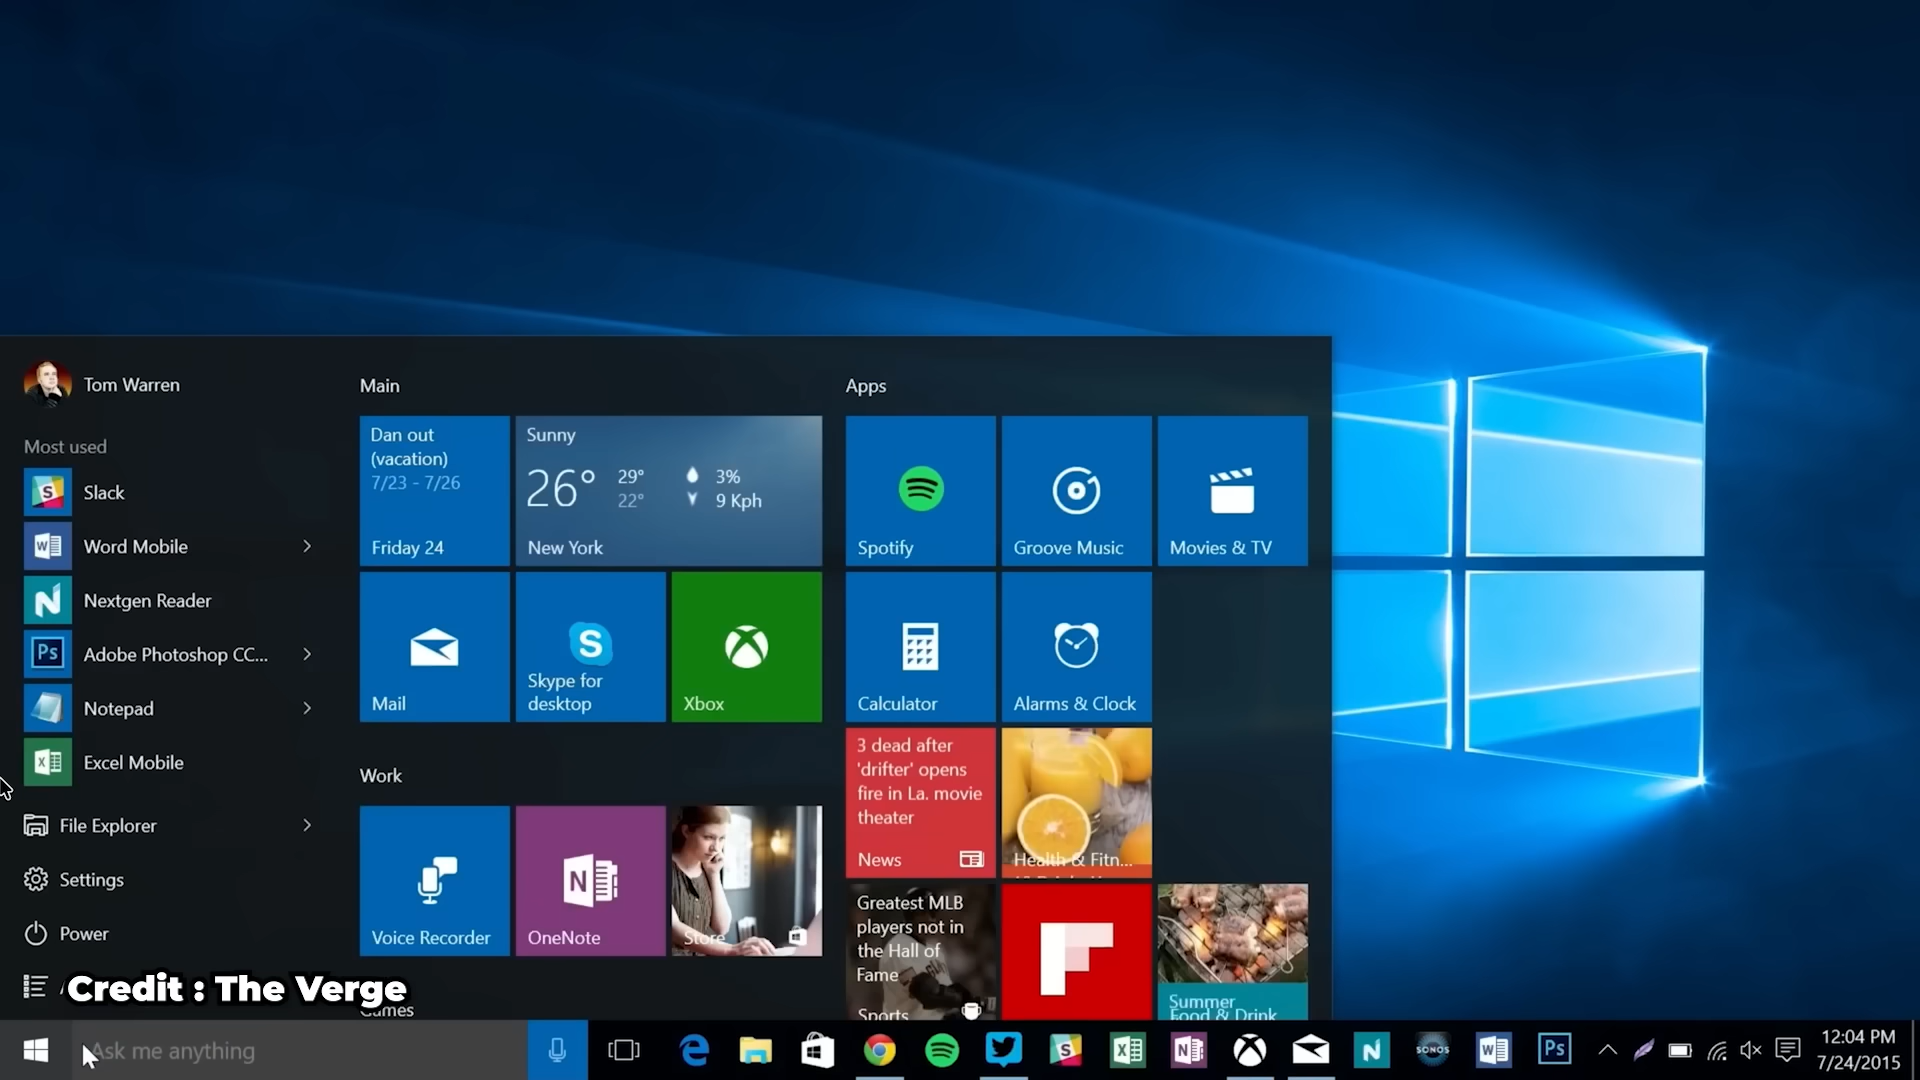 Tom Warren
Most used
Slack
Word Mobile
Nextgen Reader
Adobe Photoshop CC...
Notepad
Excel Mobile
File Explorer
Settings
Power
Credit : The Verge
Main
Dan out
(vacation)
7/23 - 7/26
Friday 24
Sunny
26°
29°
22°
3%
9 Kph
New York
Mail
Skype for
desktop
Xbox
Work
Voice Recorder
OneNote
Store
Games
Apps
Spotify
Groove Music
Movies & TV
Calculator
Alarms & Clock
3 dead after
'drifter' opens
fire in La. movie
theater
News
Health & Fitn...
Greatest MLB
players not in
the Hall of
Fame
Sports
Summer
Food & Drink
Ask me anything
SONOS
Ps
12:04 PM
7/24/2015